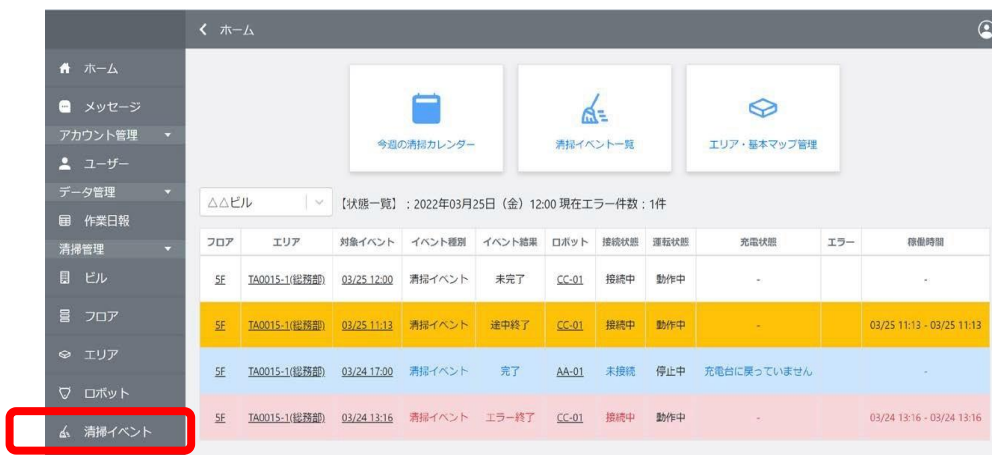 ホーム
ホーム
メッセージ
アカウント管理
ユーザー
データ管理
作業日報
清掃管理
ビル
フロア
エリア
ロボット
清掃イベント
今週の清掃カレンダー
清掃イベント一覧
エリア・基本マップ管理
△△ビル 【状態一覧】：2022年03月25日（金）12:00 現在エラー件数：1件
フロア エリア 対象イベント イベント種別 イベント結果 ロボット 接続状態 運転状態 充電状態 エラー 稼働時間
5F TA0015-1(総務部) 03/25 12:00 清掃イベント 未完了 CC-01 接続中 動作中 - -
5F TA0015-1(総務部) 03/25 11:13 清掃イベント 途中終了 CC-01 接続中 動作中 - 03/25 11:13 - 03/25 11:13
5F TA0015-1(総務部) 03/24 17:00 清掃イベント 完了 AA-01 未接続 停止中 充電台に戻っていません -
5F TA0015-1(総務部) 03/24 13:16 清掃イベント エラー終了 CC-01 接続中 動作中 - 03/24 13:16 - 03/24 13:16